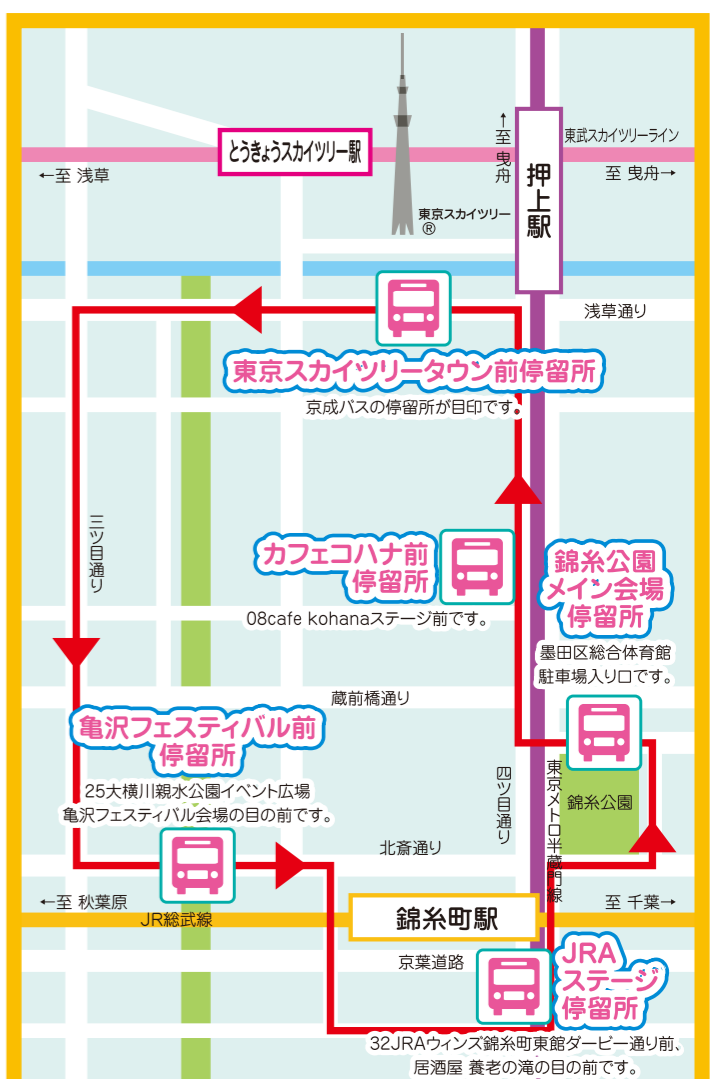 とうきょうスカイツリー駅
東武スカイツリーライン
←至 浅草
←至 曳舟
至 曳舟→
押上駅
東京スカイツリー
®
浅草通り
東京スカイツリータウン前停留所
京成バスの停留所が目印です。
三ツ目通り
カフェコハナ前
停留所
08cafe kohanaステージ前です。
錦糸公園
メイン会場
停留所
墨田区総合体育館
駐車場入り口です。
蔵前橋通り
亀沢フェスティバル前
停留所
25大横川親水公園イベント広場
亀沢フェスティバル会場の目の前です。
四ツ目通り
東京メトロ半蔵門線
錦糸公園
北斎通り
←至 秋葉原
JR総武線
錦糸町駅
至 千葉→
京葉道路
JRA
ステージ
停留所
32JRAウィンズ錦糸町東館ダービー通り前、
居酒屋 養老の滝の目の前です。